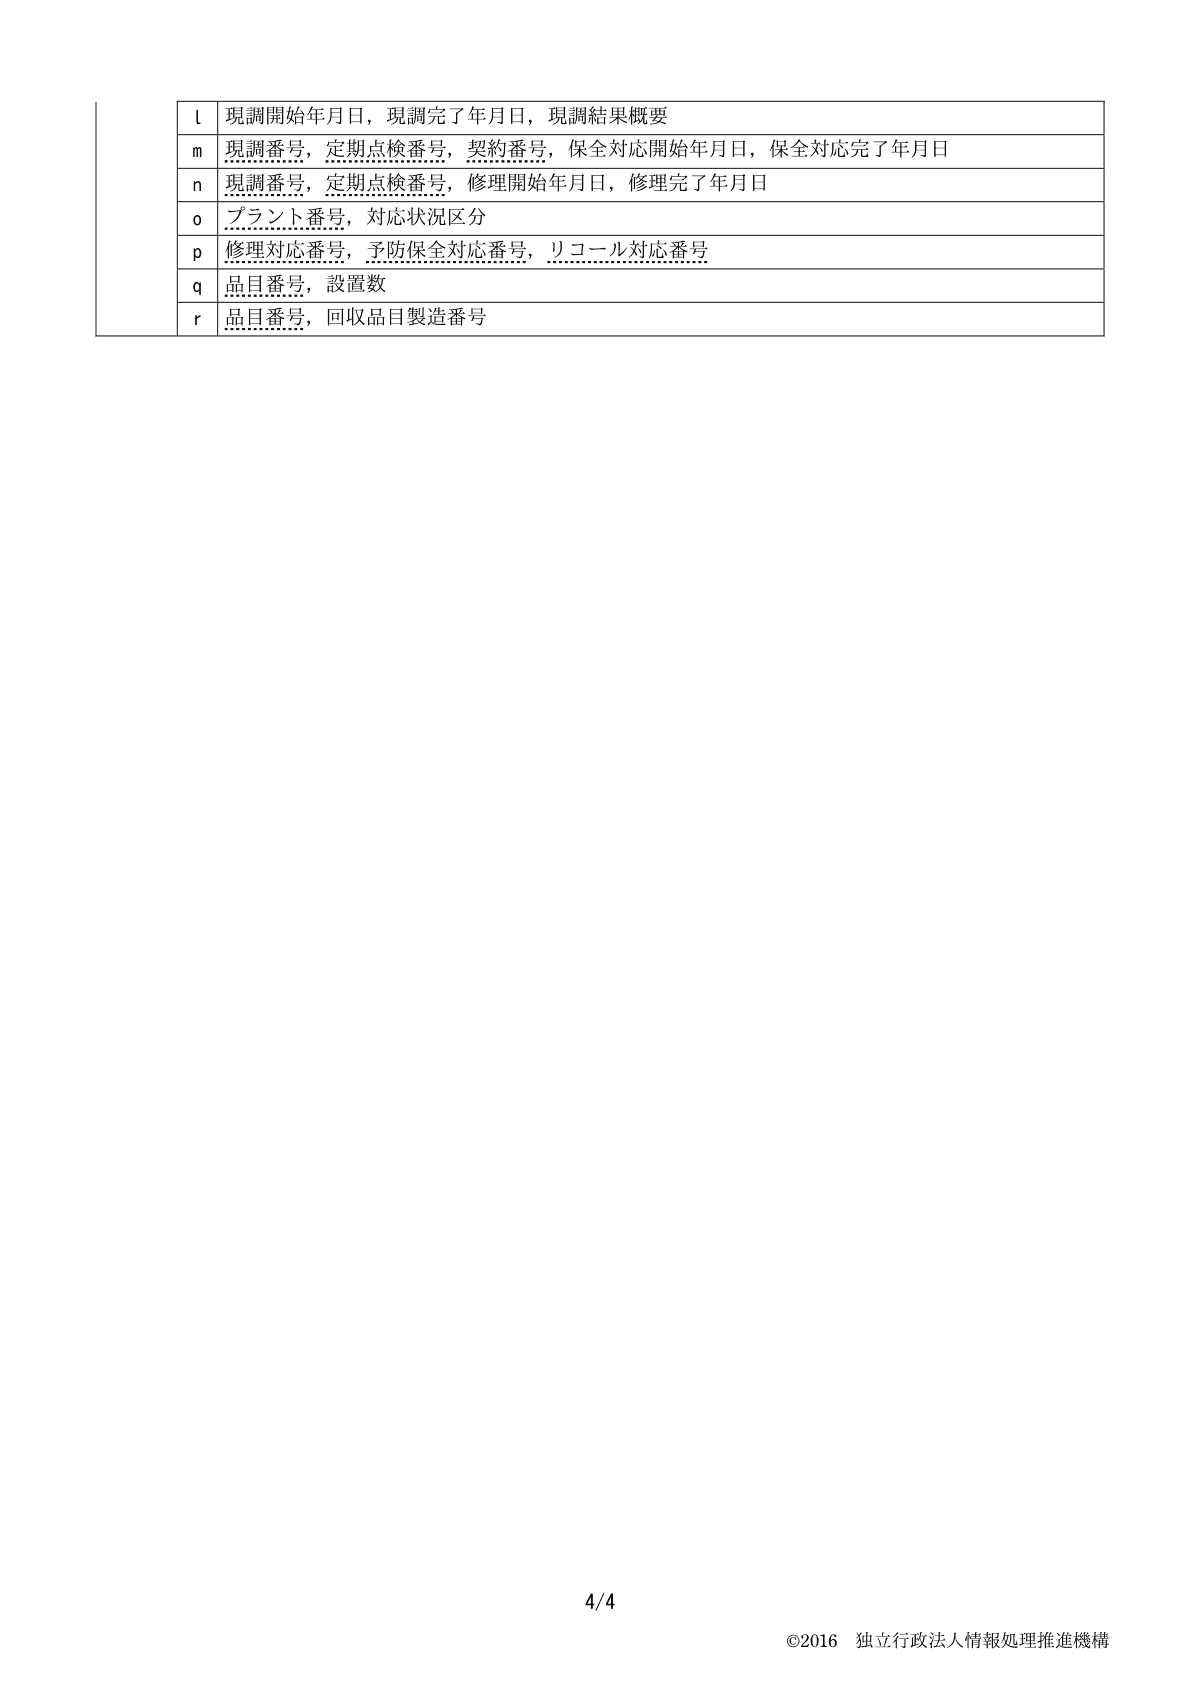 l 現調開始年月日，現調完了年月日，現調結果概要
m 現調番号，定期点検番号，契約番号，保全対応開始年月日，保全対応完了年月日
n 現調番号，定期点検番号，修理開始年月日，修理完了年月日
o プラント番号，対応状況区分
p 修理対応番号，予防保全対応番号，リコール対応番号
q 品目番号，設置数
r 品目番号，回収品目製造番号
4/4
©2016　独立行政法人情報処理推進機構